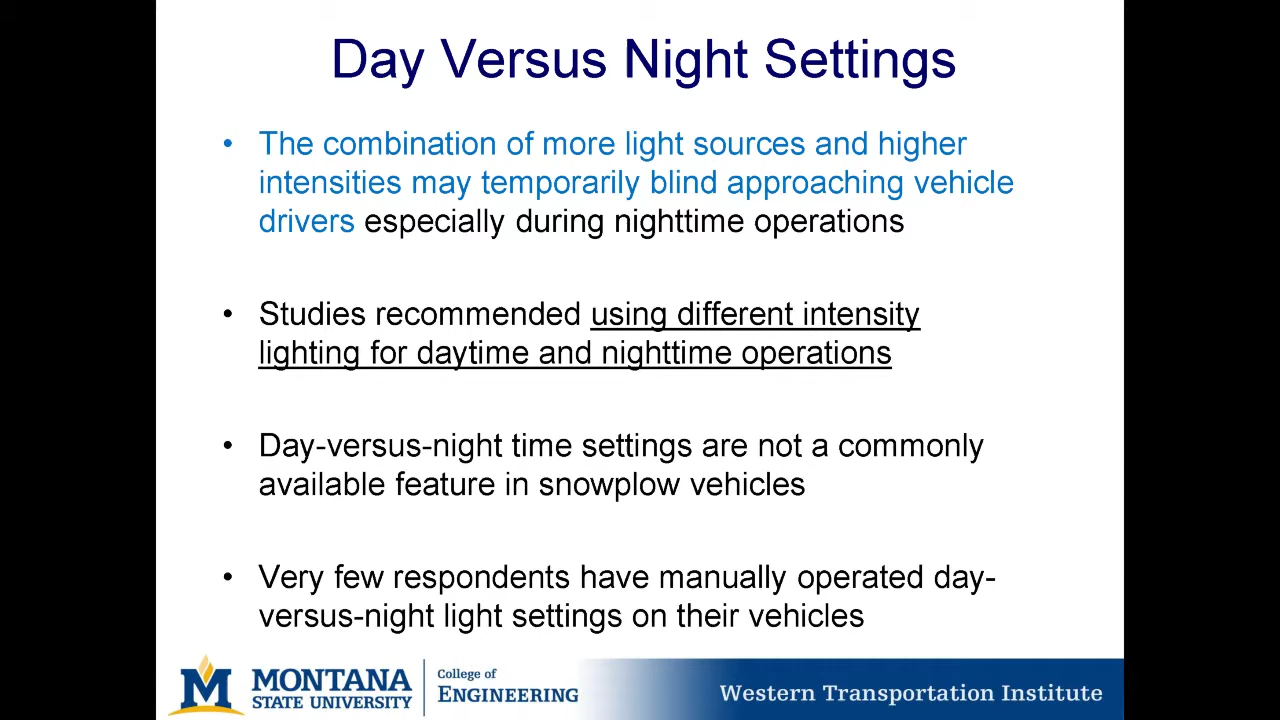 Day Versus Night Settings
• The combination of more light sources and higher
intensities may temporarily blind approaching vehicle
drivers especially during nighttime operations
• Studies recommended using different intensity
lighting for daytime and nighttime operations
• Day-versus-night time settings are not a commonly
available feature in snowplow vehicles
• Very few respondents have manually operated day-
versus-night light settings on their vehicles
M MONTANA
STATE UNIVERSITY
College of
ENGINEERING
Western Transportation Institute